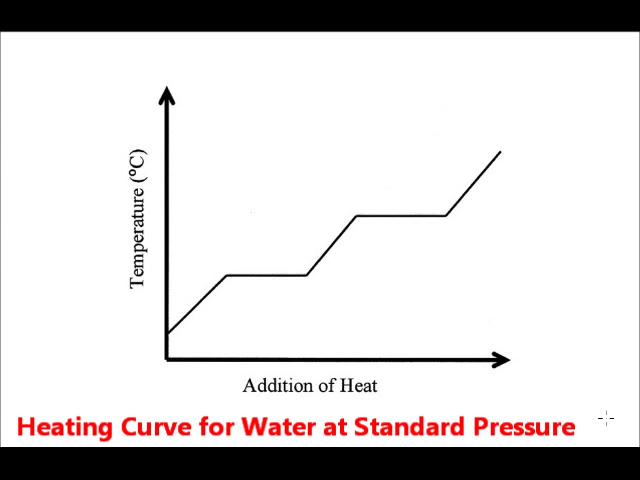 Temperature (ºC)
Addition of Heat
Heating Curve for Water at Standard Pressure